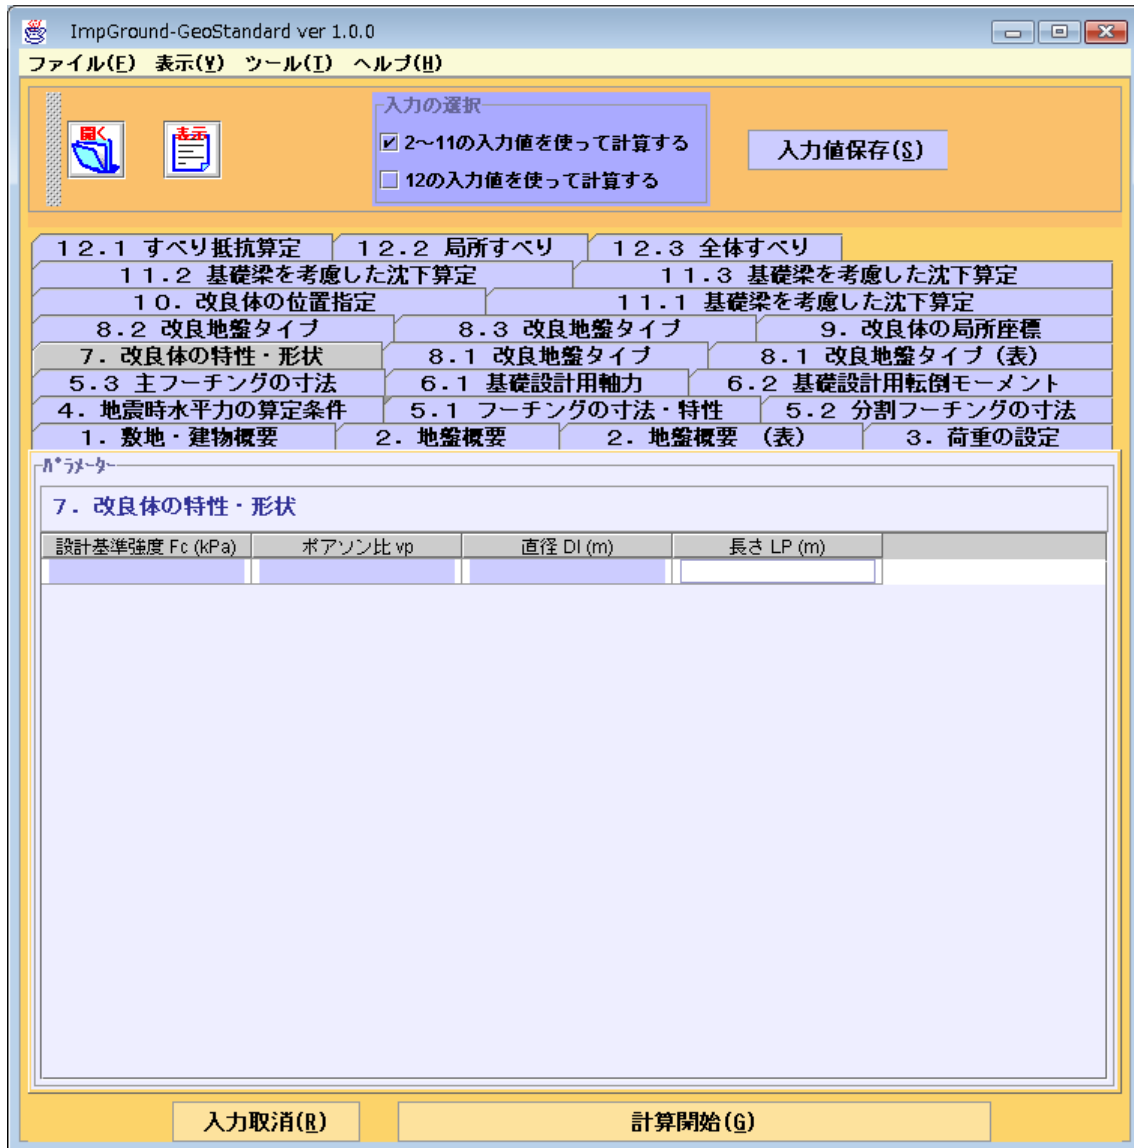 ImpGround-GeoStandard ver 1.0.0
ファイル(F) 表示(V) ツール(T) ヘルプ(H)
開く
表示
入力の選択
2～11の入力値を使って計算する
12の入力値を使って計算する
入力値保存(S)
１２.１ すべり抵抗算定 １２.２ 局所すべり １２.３ 全体すべり
１１.２ 基礎梁を考慮した沈下算定 １１.３ 基礎梁を考慮した沈下算定
１０. 改良体の位置指定 １１.１ 基礎梁を考慮した沈下算定
８.２ 改良地盤タイプ ８.３ 改良地盤タイプ ９. 改良体の局所座標
７. 改良体の特性・形状 ８.１ 改良地盤タイプ ８.１ 改良地盤タイプ（表）
５.３ 主フーチングの寸法 ６.１ 基礎設計用軸力 ６.２ 基礎設計用転倒モーメント
４. 地震時水平力の算定条件 ５.１ フーチングの寸法・特性 ５.２ 分割フーチングの寸法
１. 敷地・建物概要 ２. 地盤概要 ２. 地盤概要 （表） ３. 荷重の設定
ﾊﾟﾗﾒｰﾀｰ
７. 改良体の特性・形状
設計基準強度 Fc (kPa) ポアソン比 νp 直径 DI (m) 長さ LP (m)
入力取消(R) 計算開始(G)